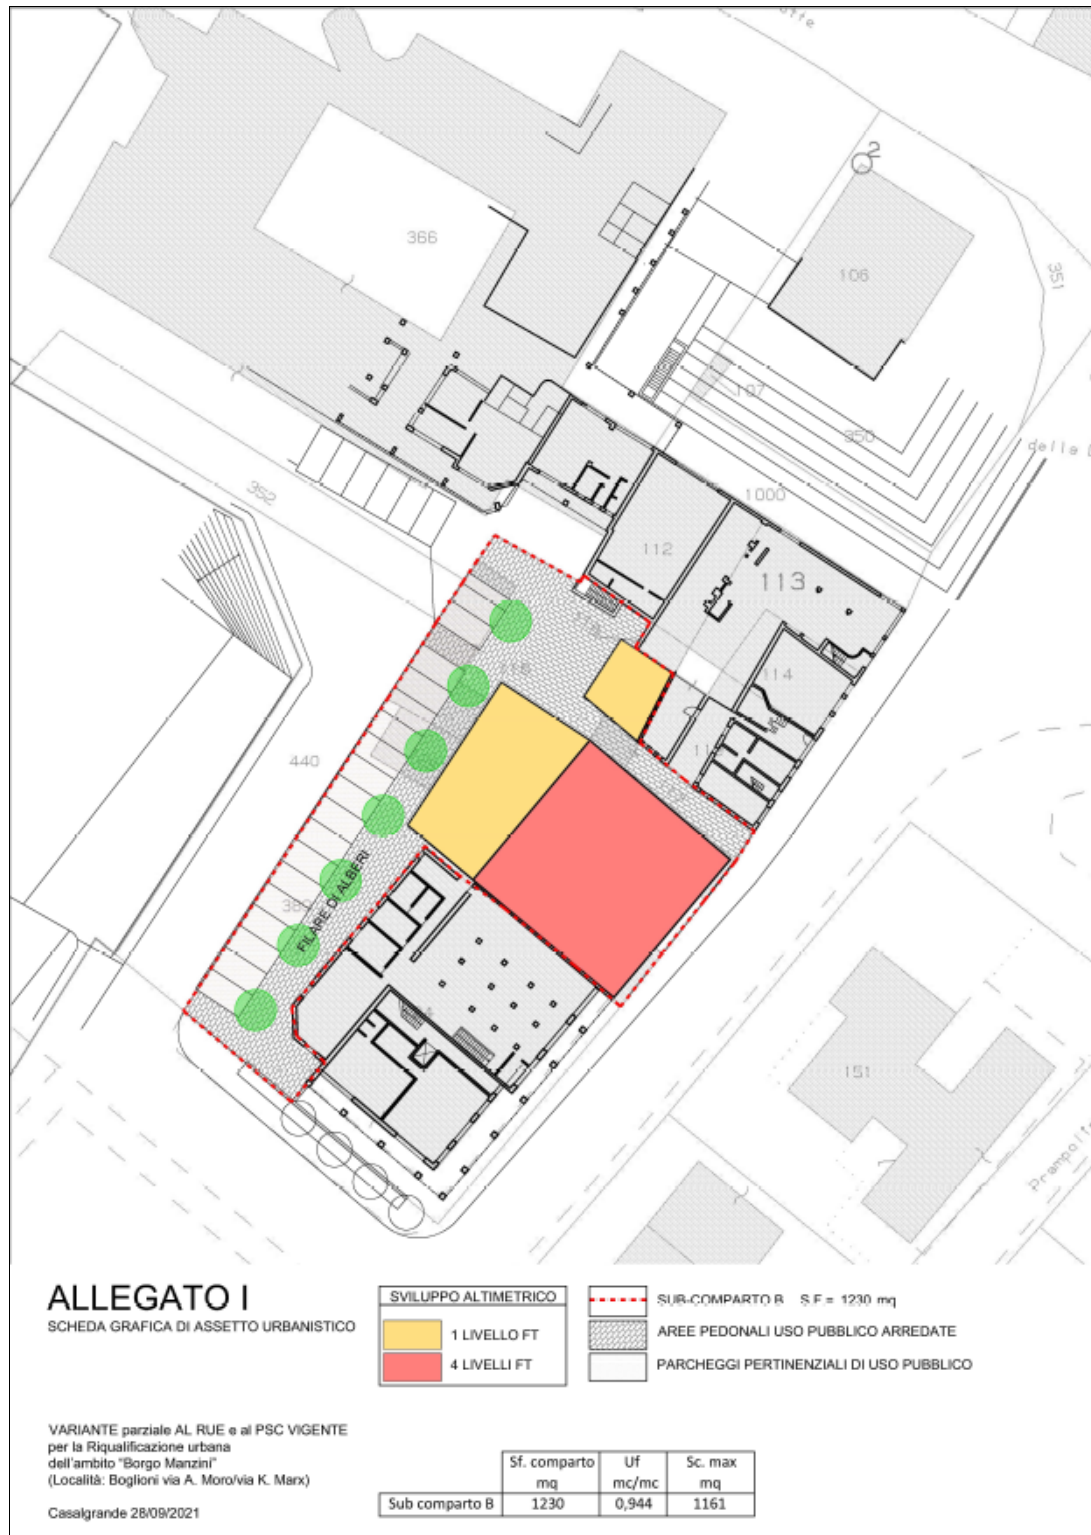 2
366
106
351
107
350
della
1000
352
112
113
116
114
440
FILARE DI ALBERI
151
ALLEGATO I
SCHEDA GRAFICA DI ASSETTO URBANISTICO
SVILUPPO ALTIMETRICO
1 LIVELLO FT
4 LIVELLI FT
SUB-COMPARTO B S.F = 1230 mq
AREE PEDONALI USO PUBBLICO ARREDATE
PARCHEGGI PERTINENZIALI DI USO PUBBLICO
VARIANTE parziale AL RUE e al PSC VIGENTE
per la Riqualificazione urbana
dell'ambito "Borgo Manzini"
(Località: Boglioni via A. Moro/via K. Marx)
Casalgrande 28/09/2021
Sf. comparto mq Uf mc/mc Sc. max mq
Sub comparto B 1230 0,944 1161